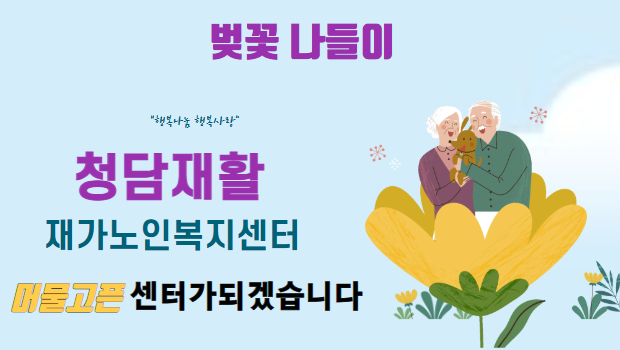 벚꽃 나들이
"행복나눔 행복사랑"
청담재활
재가노인복지센터
머물고픈 센터가되겠습니다